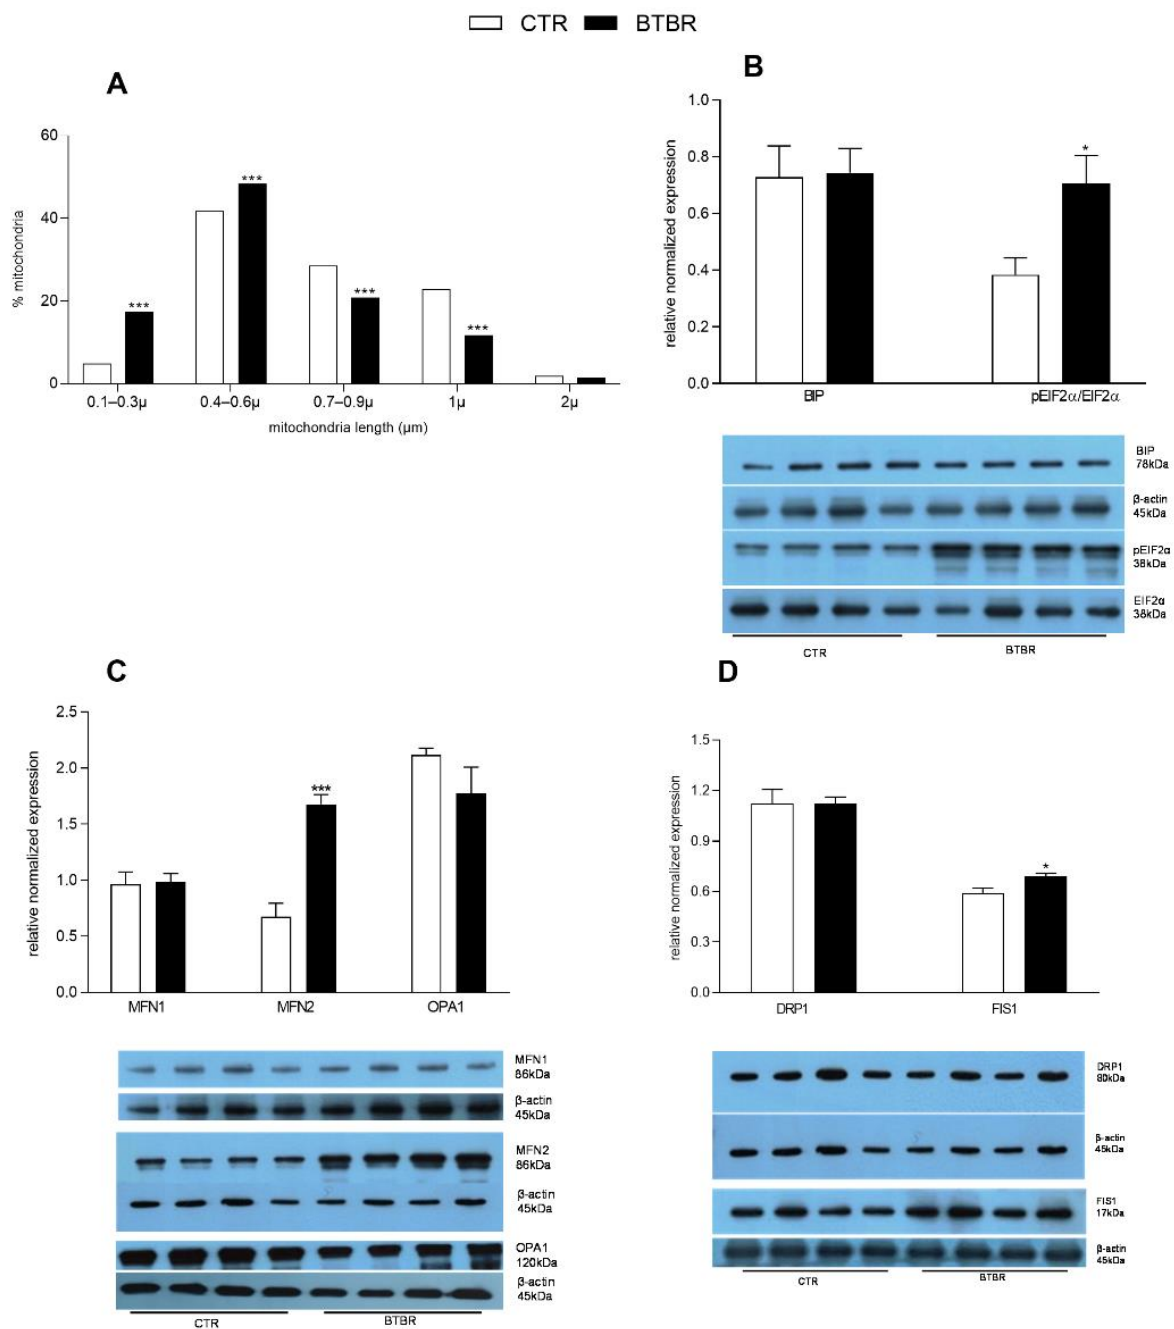 CTR BTBR
A
60
40
20
0
% mitochondria
***
***
***
***
0.1–0.3µ 0.4–0.6µ 0.7–0.9µ 1µ 2µ
mitochondria length (µm)
B
1.0
0.8
0.6
0.4
0.2
0.0
relative normalized expression
*
BIP pEIF2α/EIF2α
BIP
78kDa
β-actin
45kDa
pEIF2α
38kDa
EIF2α
38kDa
CTR BTBR
C
2.5
2.0
1.5
1.0
0.5
0.0
relative normalized expression
***
MFN1 MFN2 OPA1
MFN1
86kDa
β-actin
45kDa
MFN2
86kDa
β-actin
45kDa
OPA1
120kDa
β-actin
45kDa
CTR BTBR
D
1.5
1.2
0.9
0.6
0.3
0.0
relative normalized expression
*
DRP1 FIS1
DRP1
80kDa
β-actin
45kDa
FIS1
17kDa
β-actin
45kDa
CTR BTBR